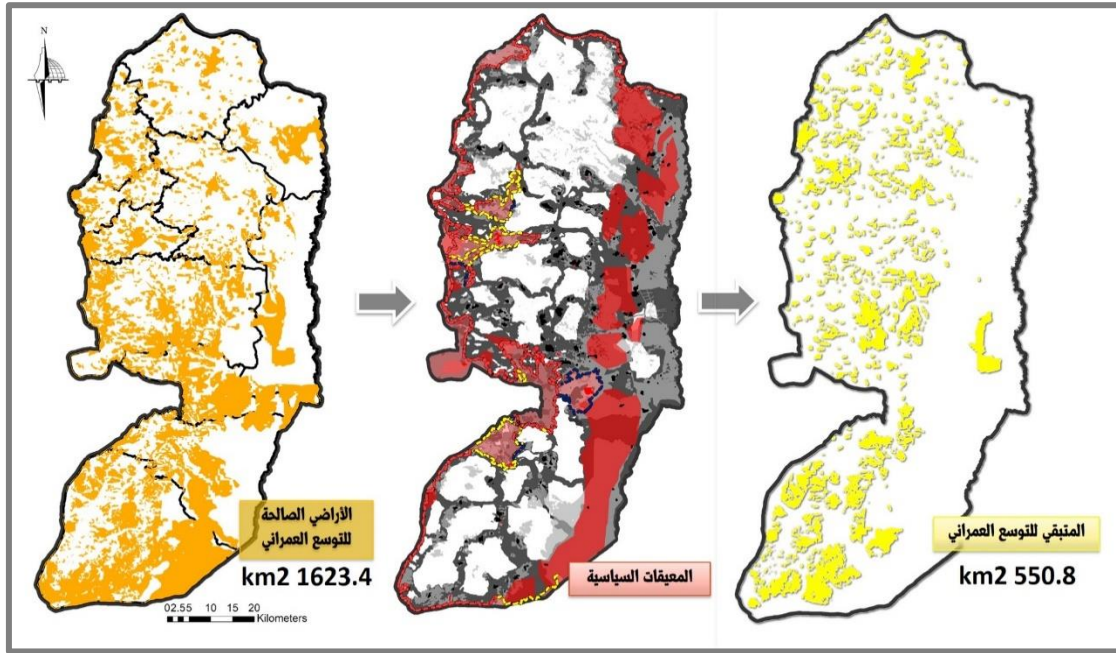 N
الأراضي الصالحة
للتوسع العمراني
km2 1623.4
02.55 10 15 20
Kilometers
المعيقات السياسية
المتبقي للتوسع العمراني
km2 550.8